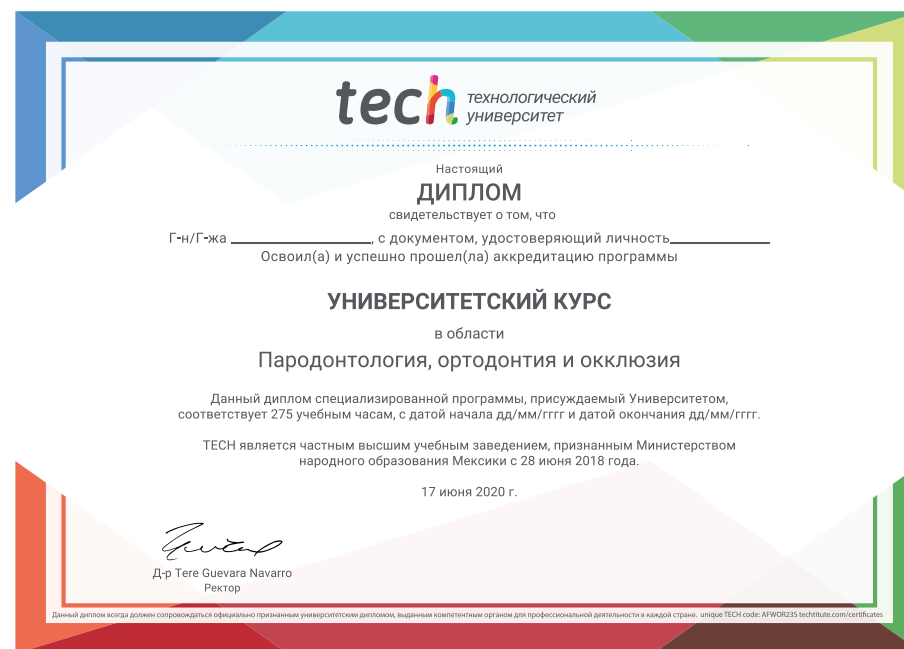 tech технологический
университет
Настоящий
ДИПЛОМ
свидетельствует о том, что
Г-н/Г-жа ____________, с документом, удостоверяющий личность____________
Освоил(а) и успешно прошел(ла) аккредитацию программы
УНИВЕРСИТЕТСКИЙ КУРС
в области
Пародонтология, ортодонтия и окклюзия
Данный диплом специализированной программы, присуждаемый Университетом,
соответствует 275 учебным часам, с датой начала дд/мм/гггг и датой окончания дд/мм/гггг.
TECH является частным высшим учебным заведением, признанным Министерством
народного образования Мексики с 28 июня 2018 года.
17 июня 2020 г.
Д-р Tere Guevara Navarro
Ректор
Данный диплом всегда должен сопровождаться официально признанным университетским дипломом, выданным компетентным органом для профессиональной деятельности в каждой стране. unique TECH code: AFWOR23S techtitute.com/certificates